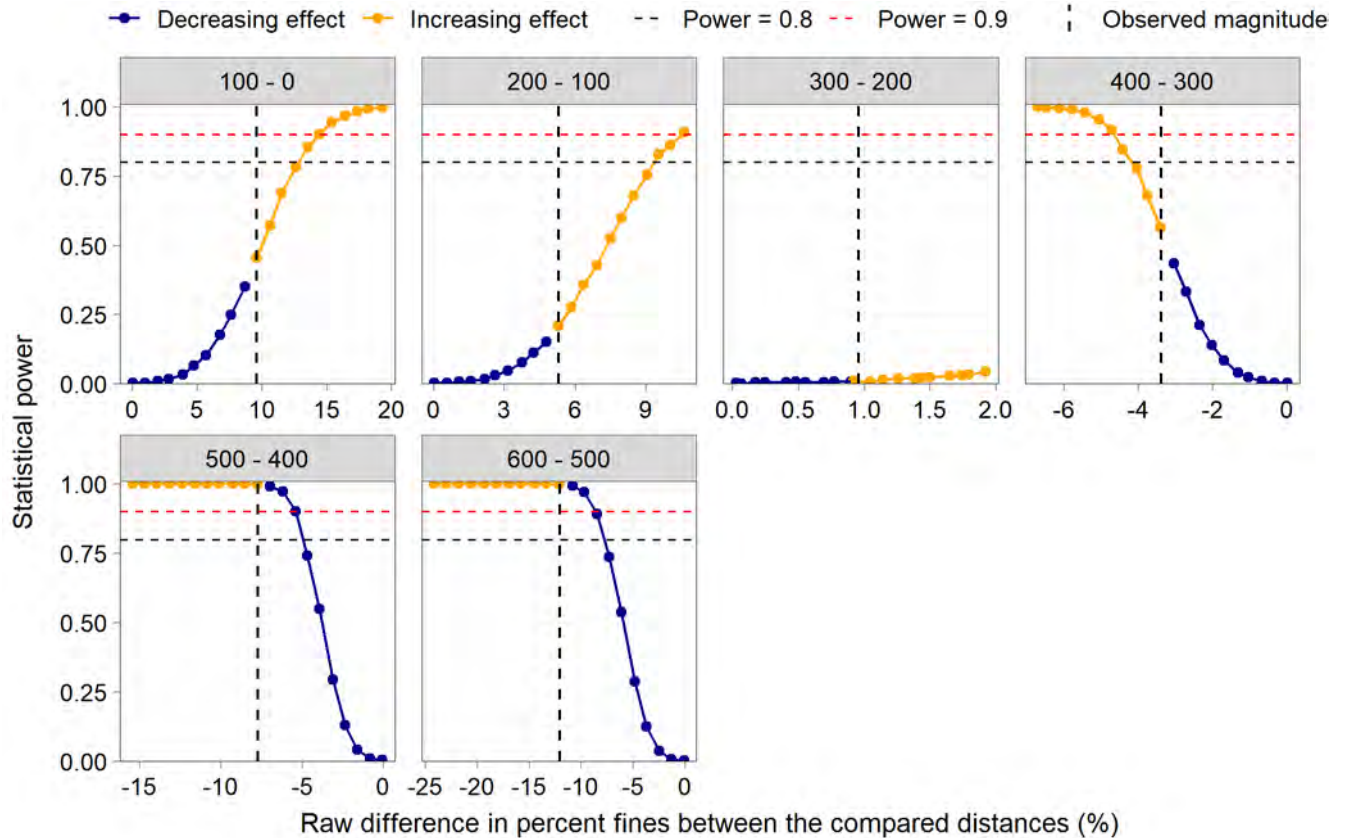 Decreasing effect Increasing effect Power = 0.8 Power = 0.9 Observed magnitude
100 - 0 200 - 100 300 - 200 400 - 300
1.00
0.75
0.50
0.25
0.00
0 5 10 15 20 0 3 6 9 0.0 0.5 1.0 1.5 2.0 -6 -4 -2 0
500 - 400 600 - 500
1.00
0.75
0.50
0.25
0.00
-15 -10 -5 0 -25 -20 -15 -10 -5 0
Statistical power
Raw difference in percent fines between the compared distances (%)